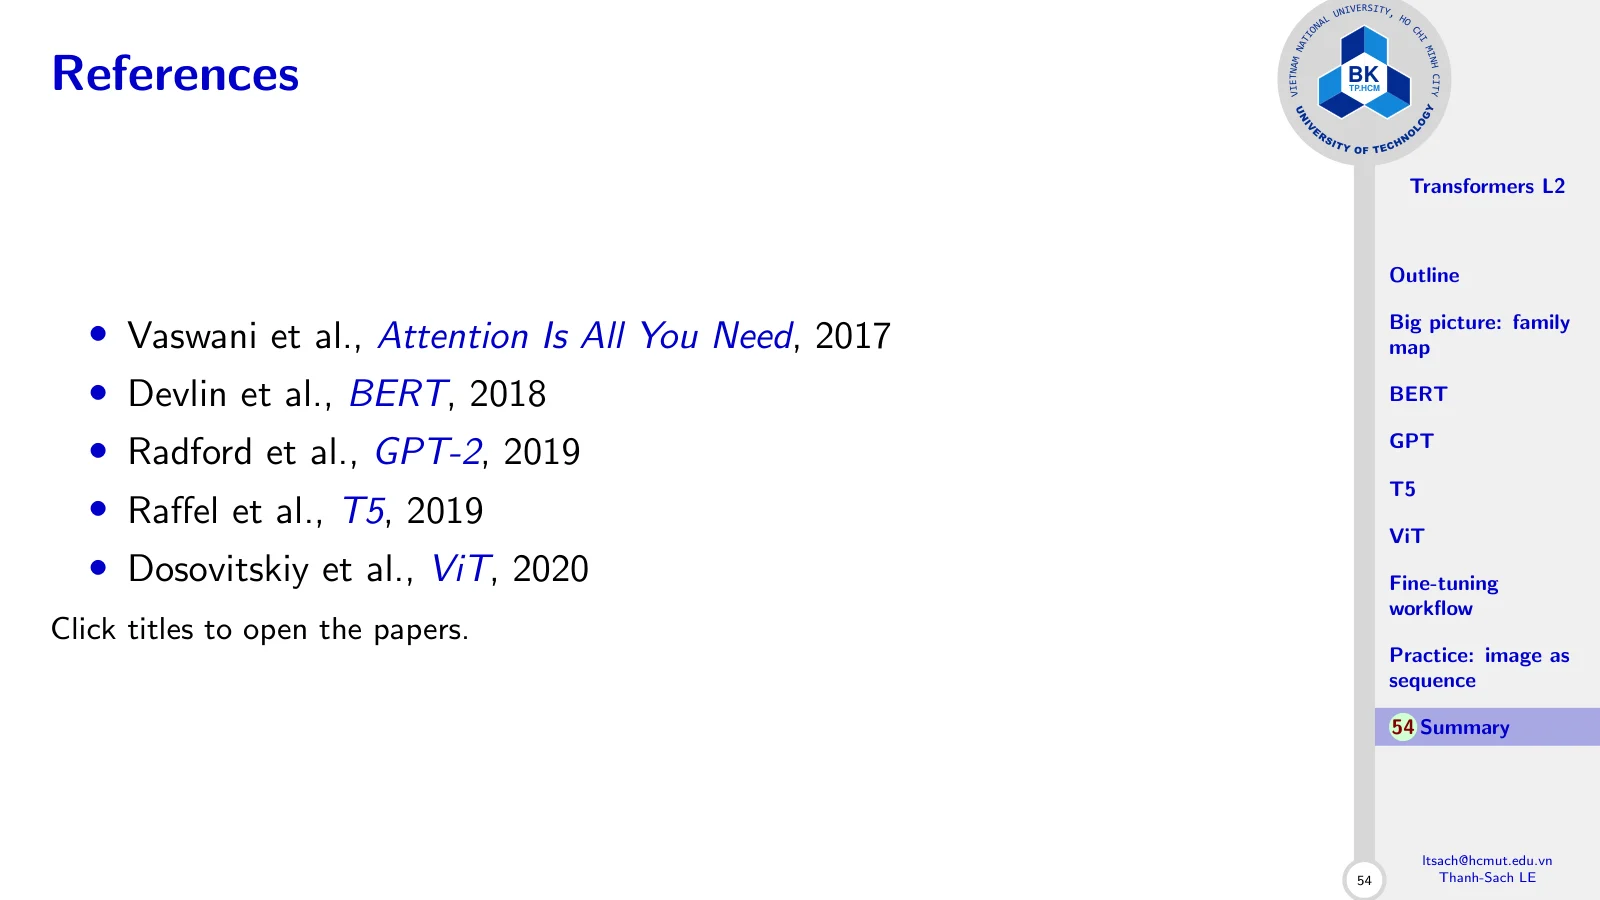 References
• Vaswani et al., Attention Is All You Need, 2017
• Devlin et al., BERT, 2018
• Radford et al., GPT-2, 2019
• Raffel et al., T5, 2019
• Dosovitskiy et al., ViT, 2020
Click titles to open the papers.
VIETNAM NATIONAL UNIVERSITY, HO CHI MINH CITY
BK
TP.HCM
UNIVERSITY OF TECHNOLOGY
Transformers L2
Outline
Big picture: family
map
BERT
GPT
T5
ViT
Fine-tuning
workflow
Practice: image as
sequence
54 Summary
ltsach@hcmut.edu.vn
Thanh-Sach LE
54